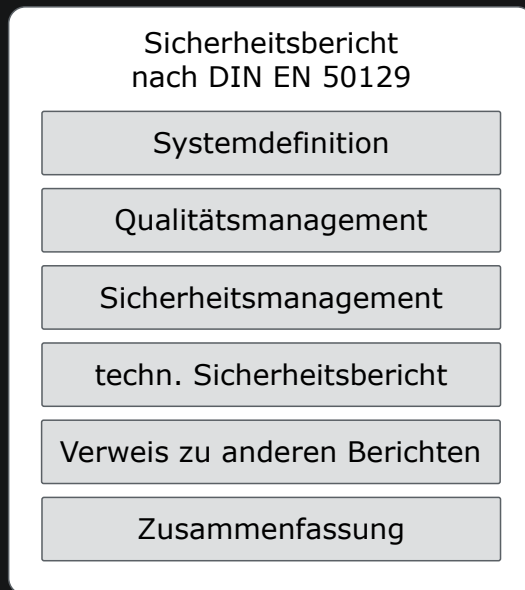 Sicherheitsbericht
nach DIN EN 50129
Systemdefinition
Qualitätsmanagement
Sicherheitsmanagement
techn. Sicherheitsbericht
Verweis zu anderen Berichten
Zusammenfassung